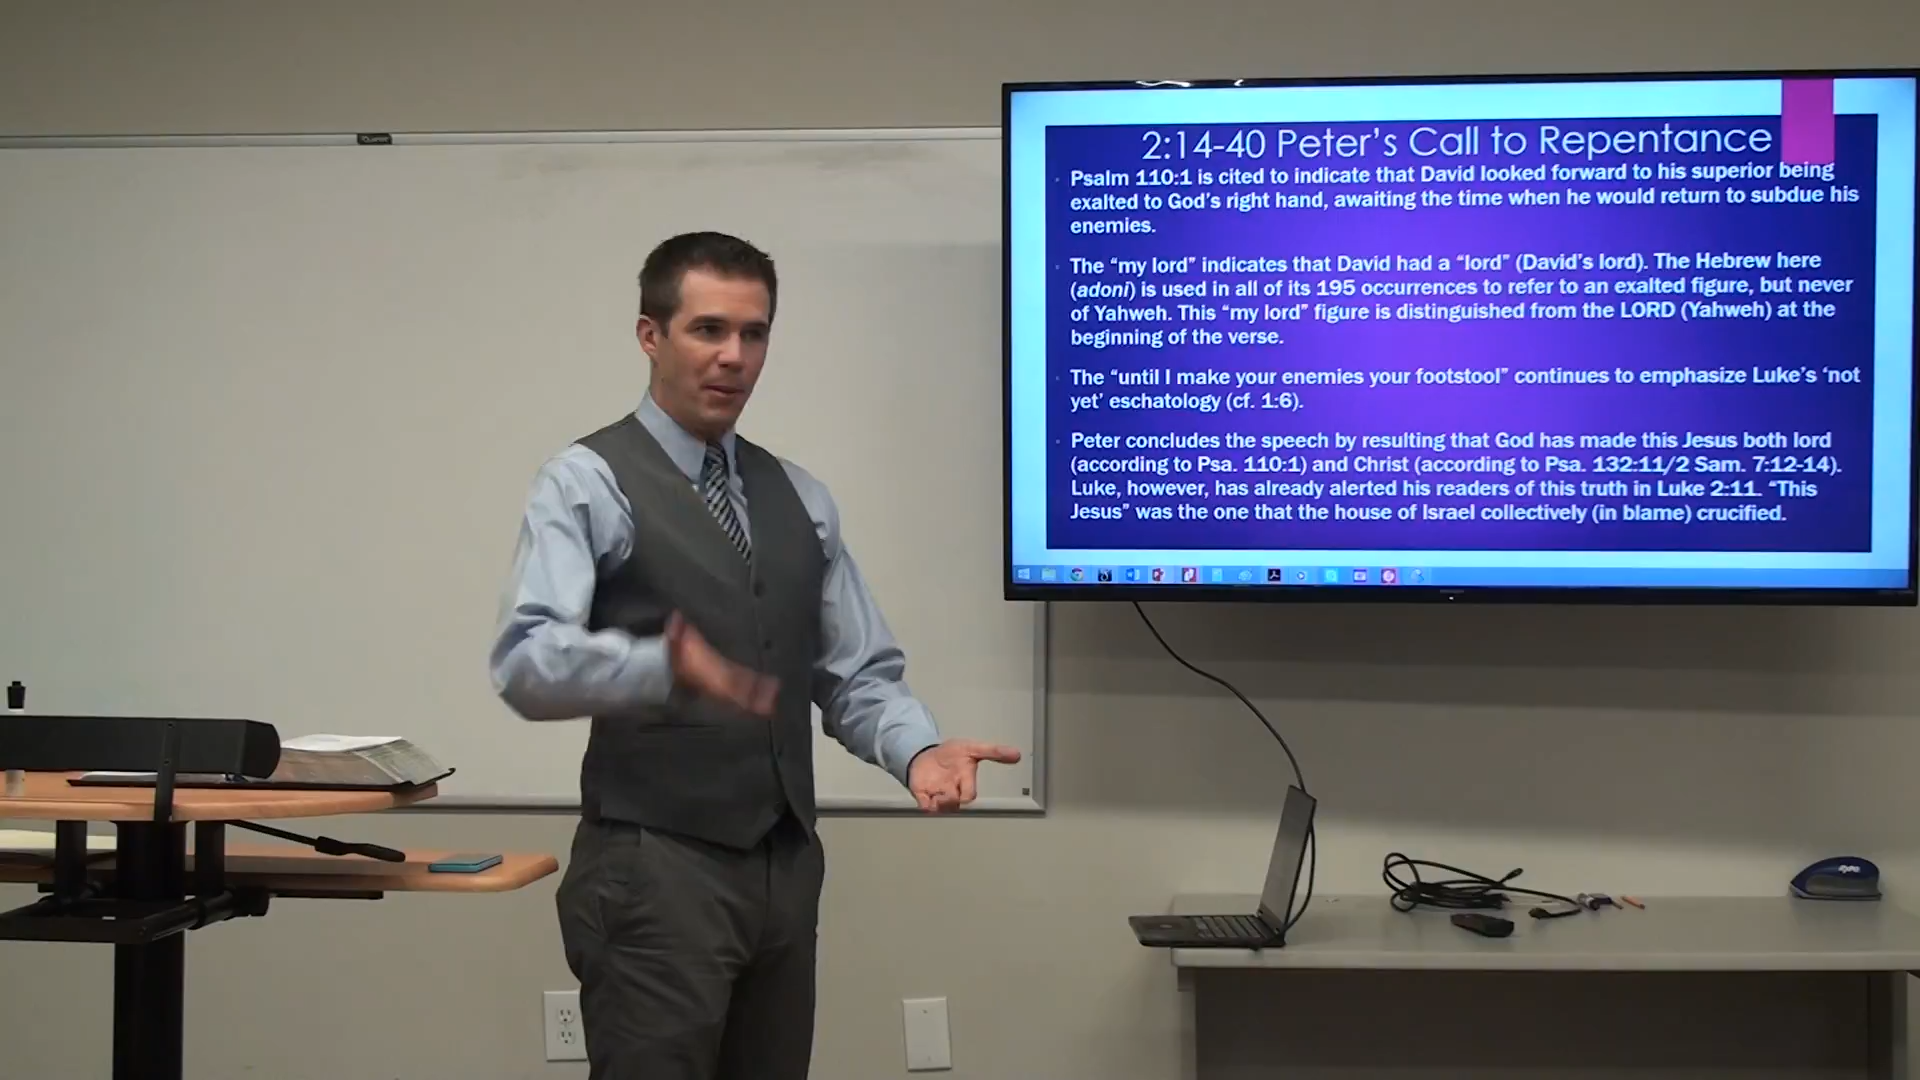 2:14-40 Peter's Call to Repentance
Psalm 110:1 is cited to indicate that David looked forward to his superior being
exalted to God's right hand, awaiting the time when he would return to subdue his
enemies.
The “my lord” indicates that David had a “lord” (David's lord). The Hebrew here
(adoni) is used in all of its 195 occurrences to refer to an exalted figure, but never
of Yahweh. This “my lord” figure is distinguished from the LORD (Yahweh) at the
beginning of the verse.
The “until I make your enemies your footstool” continues to emphasize Luke's ‘not
yet’ eschatology (cf. 1:6).
Peter concludes the speech by resulting that God has made this Jesus both lord
(according to Psa. 110:1) and Christ (according to Psa. 132:11/2 Sam. 7:12-14).
Luke, however, has already alerted his readers of this truth in Luke 2:11. “This
Jesus” was the one that the house of Israel collectively (in blame) crucified.